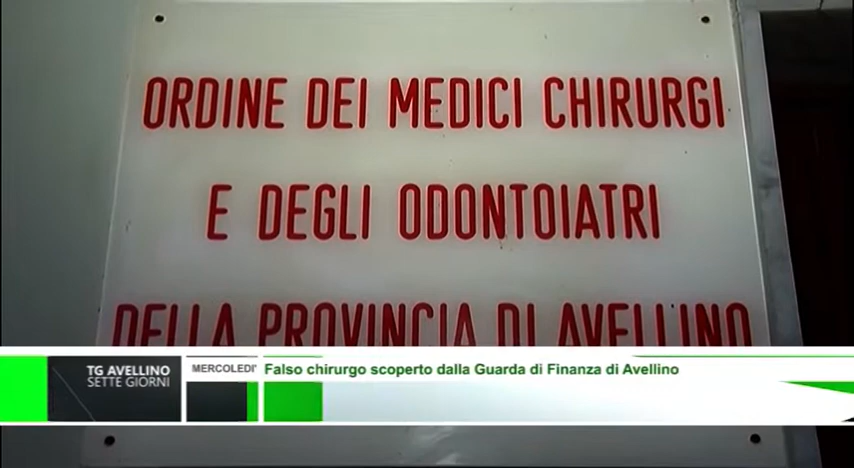 ORDINE DEI MEDICI CHIRURGI
E DEGLI ODONTOIATRI
DELLA PROVINCIA DI AVELLINO
TG AVELLINO
SETTE GIORNI
MERCOLEDI' Falso chirurgo scoperto dalla Guarda di Finanza di Avellino